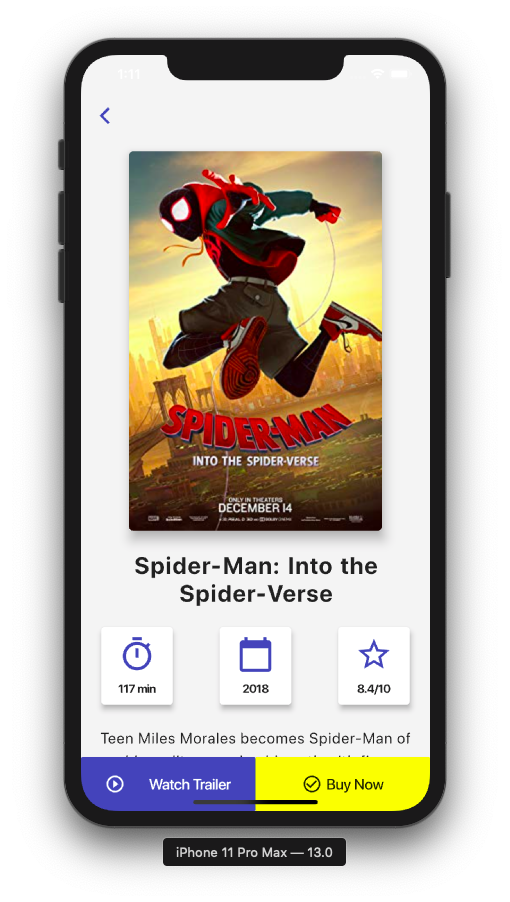 1:11
SPIDER-MAN
INTO THE SPIDER-VERSE
ONLY IN THEATERS
DECEMBER 14
Spider-Man: Into the
Spider-Verse
117 min
2018
8.4/10
Teen Miles Morales becomes Spider-Man of
Watch Trailer
Buy Now
iPhone 11 Pro Max — 13.0